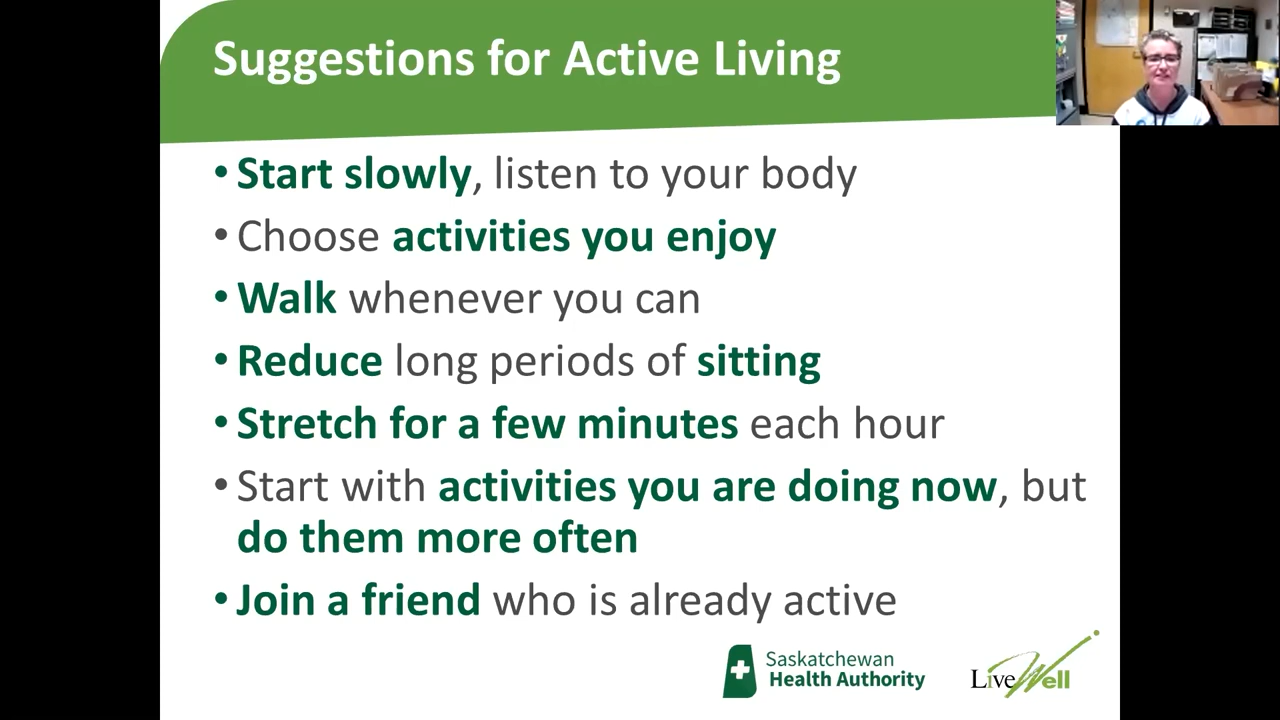 Suggestions for Active Living
• Start slowly, listen to your body
• Choose activities you enjoy
• Walk whenever you can
• Reduce long periods of sitting
• Stretch for a few minutes each hour
• Start with activities you are doing now, but
do them more often
• Join a friend who is already active
Saskatchewan
Health Authority
LiveWell